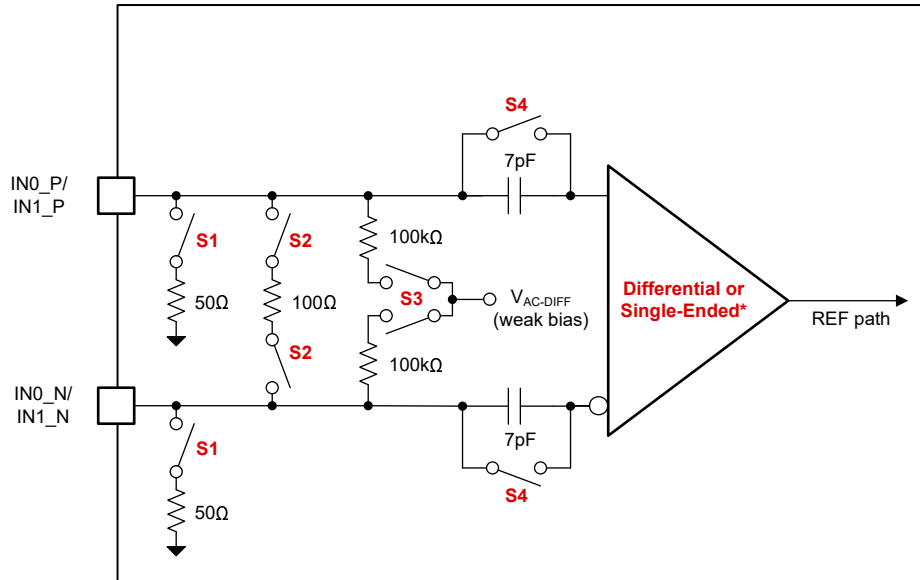 S4
7pF
IN0_P/
IN1_P
S1
S2
100kΩ
50Ω
100Ω
S3
V_AC-DIFF
(weak bias)
Differential or
Single-Ended*
REF path
S2
100kΩ
IN0_N/
IN1_N
S1
7pF
S4
50Ω